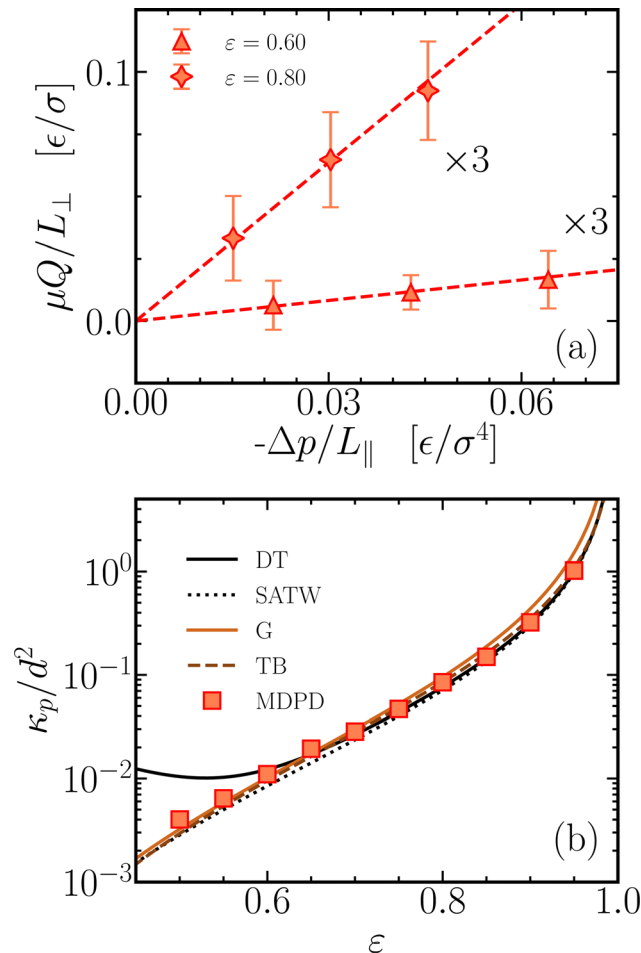 0.1
0.0
μQ/L⊥ [ϵ/σ]
ε = 0.60
ε = 0.80
×3
×3
(a)
0.00 0.03 0.06
-Δp/L∥ [ϵ/σ⁴]
10⁰
10⁻¹
10⁻²
10⁻³
κₚ/d²
DT
SATW
G
TB
MDPD
(b)
0.6 0.8 1.0
ε